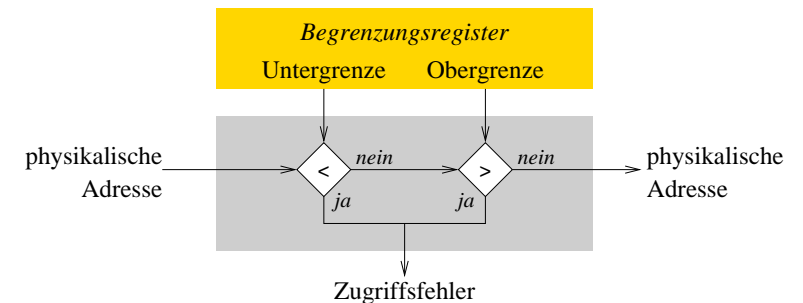 Begrenzungsregister
Untergrenze Obergrenze
physikalische
Adresse
< nein > nein
ja ja
physikalische
Adresse
Zugriffsfehler